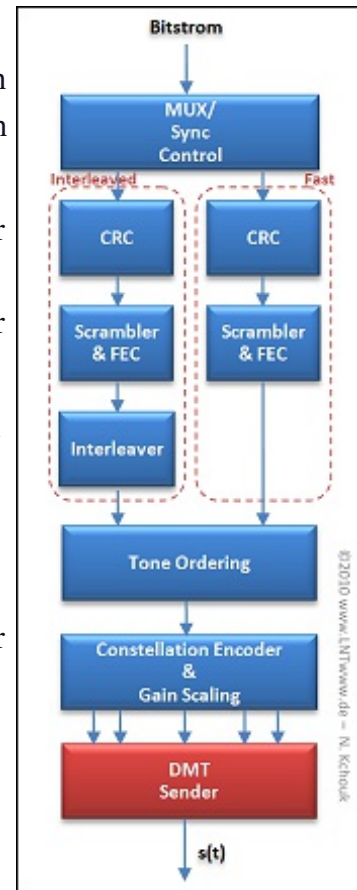 Bitstrom
MUX/
Sync
Control
Interleaved
Fast
CRC
CRC
Scrambler
& FEC
Scrambler
& FEC
Interleaver
Tone Ordering
Constellation Encoder
&
Gain Scaling
DMT
Sender
s(t)
©2010 www.LNTwww.de – N. Kchouk